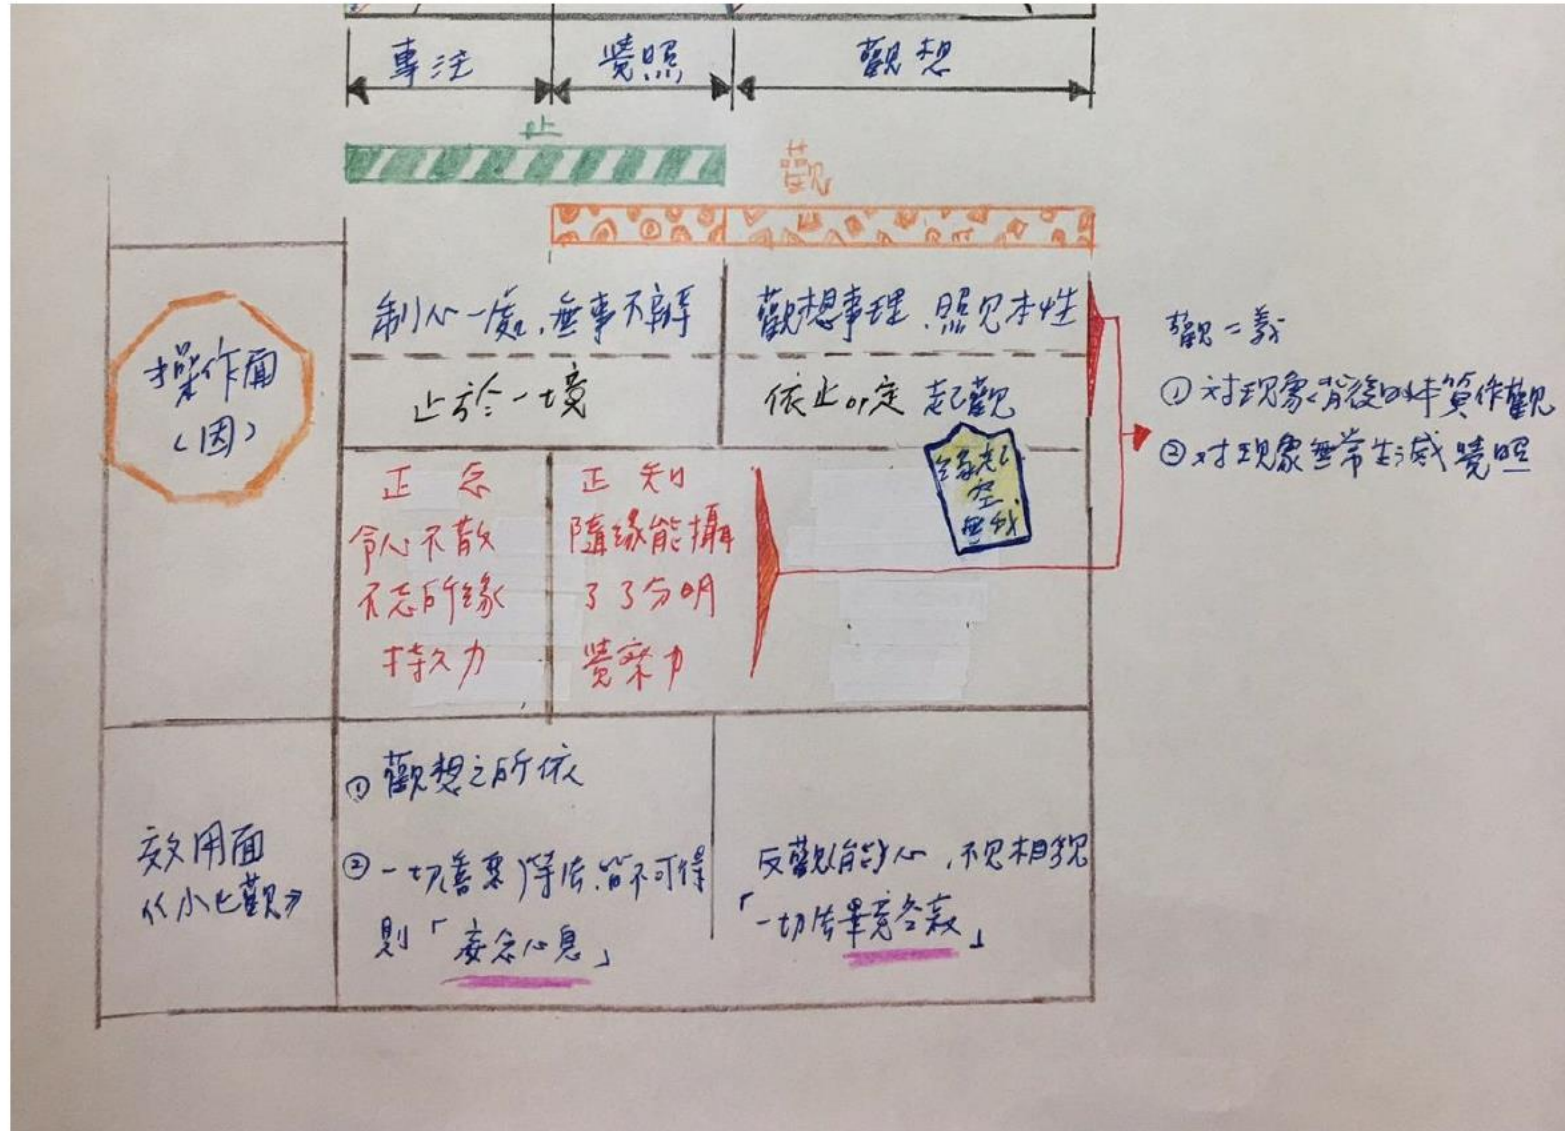 專注
覺照
觀想
止
觀
操作面
(因)
制心一處、無事不辦
觀想事理、照見本性
止於一境
依止or定 起觀
緣起
空、
無我
觀二義
① 对現象背後的体質作觀
② 对現象無常生滅覺照
正念
令心不散
不忘所緣
持久力
正知
隨緣能攝
了了分明
覺察力
效用面
《小止觀》
① 觀想之所依
② 一切善惡諸法,皆不可得
則「妄念心息」
反觀(能)心,不見相貌
「一切法畢竟空寂」